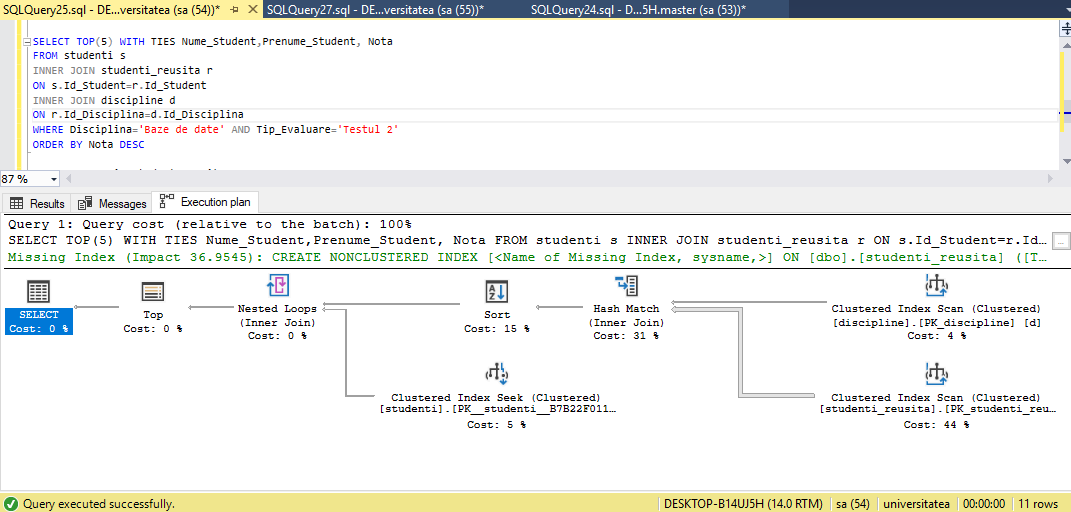 SQLQuery25.sql - DE...versitatea (sa (54))*
SQLQuery27.sql - DE...versitatea (sa (55))*
SQLQuery24.sql - D...5H.master (sa (53))*
SELECT TOP(5) WITH TIES Nume_Student,Prenume_Student, Nota
FROM studenti s
INNER JOIN studenti_reusita r
ON s.Id_Student=r.Id_Student
INNER JOIN discipline d
ON r.Id_Disciplina=d.Id_Disciplina
WHERE Disciplina='Baze de date' AND Tip_Evaluare='Testul 2'
ORDER BY Nota DESC
87 %
Results
Messages
Execution plan
Query 1: Query cost (relative to the batch): 100%
SELECT TOP(5) WITH TIES Nume_Student,Prenume_Student, Nota FROM studenti s INNER JOIN studenti_reusita r ON s.Id_Student=r.Id...
Missing Index (Impact 36.9545): CREATE NONCLUSTERED INDEX [<Name of Missing Index, sysname,>] ON [dbo].[studenti_reusita] ([T...
SELECT
Cost: 0 %
Top
Cost: 0 %
Nested Loops
(Inner Join)
Cost: 0 %
Sort
Cost: 15 %
Hash Match
(Inner Join)
Cost: 31 %
Clustered Index Scan (Clustered)
[discipline].[PK_discipline] [d]
Cost: 4 %
Clustered Index Seek (Clustered)
[studenti].[PK__studenti__B7B22F011...
Cost: 5 %
Clustered Index Scan (Clustered)
[studenti_reusita].[PK_studenti_reu...
Cost: 44 %
Query executed successfully.
DESKTOP-B14UJ5H (14.0 RTM)
sa (54)
universitatea
00:00:00
11 rows